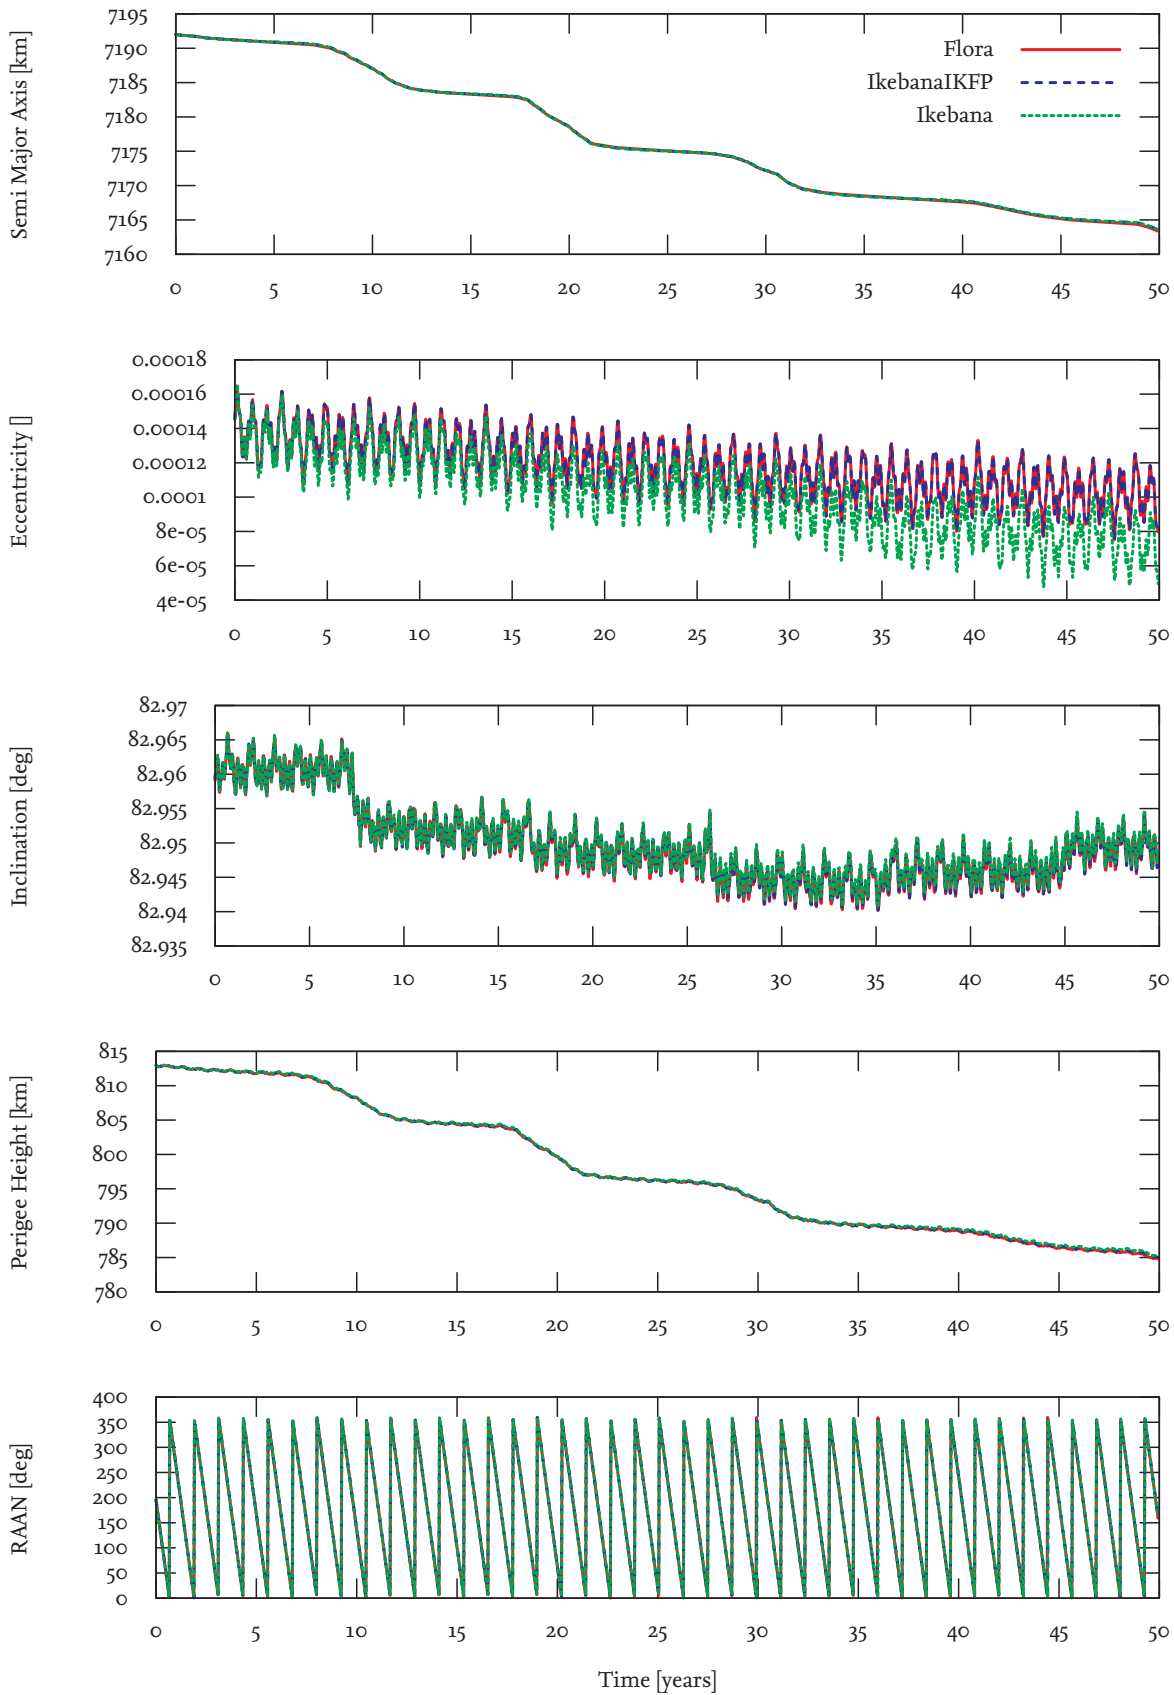 7195
7190
7185
7180
7175
7170
7165
7160
Semi Major Axis [km]
Flora
IkebanaIKFP
Ikebana
0 5 10 15 20 25 30 35 40 45 50
0.00018
0.00016
0.00014
0.00012
0.0001
8e-05
6e-05
4e-05
Eccentricity []
0 5 10 15 20 25 30 35 40 45 50
82.97
82.965
82.96
82.955
82.95
82.945
82.94
82.935
Inclination [deg]
0 5 10 15 20 25 30 35 40 45 50
815
810
805
800
795
790
785
780
Perigee Height [km]
0 5 10 15 20 25 30 35 40 45 50
400
350
300
250
200
150
100
50
0
RAAN [deg]
0 5 10 15 20 25 30 35 40 45 50
Time [years]